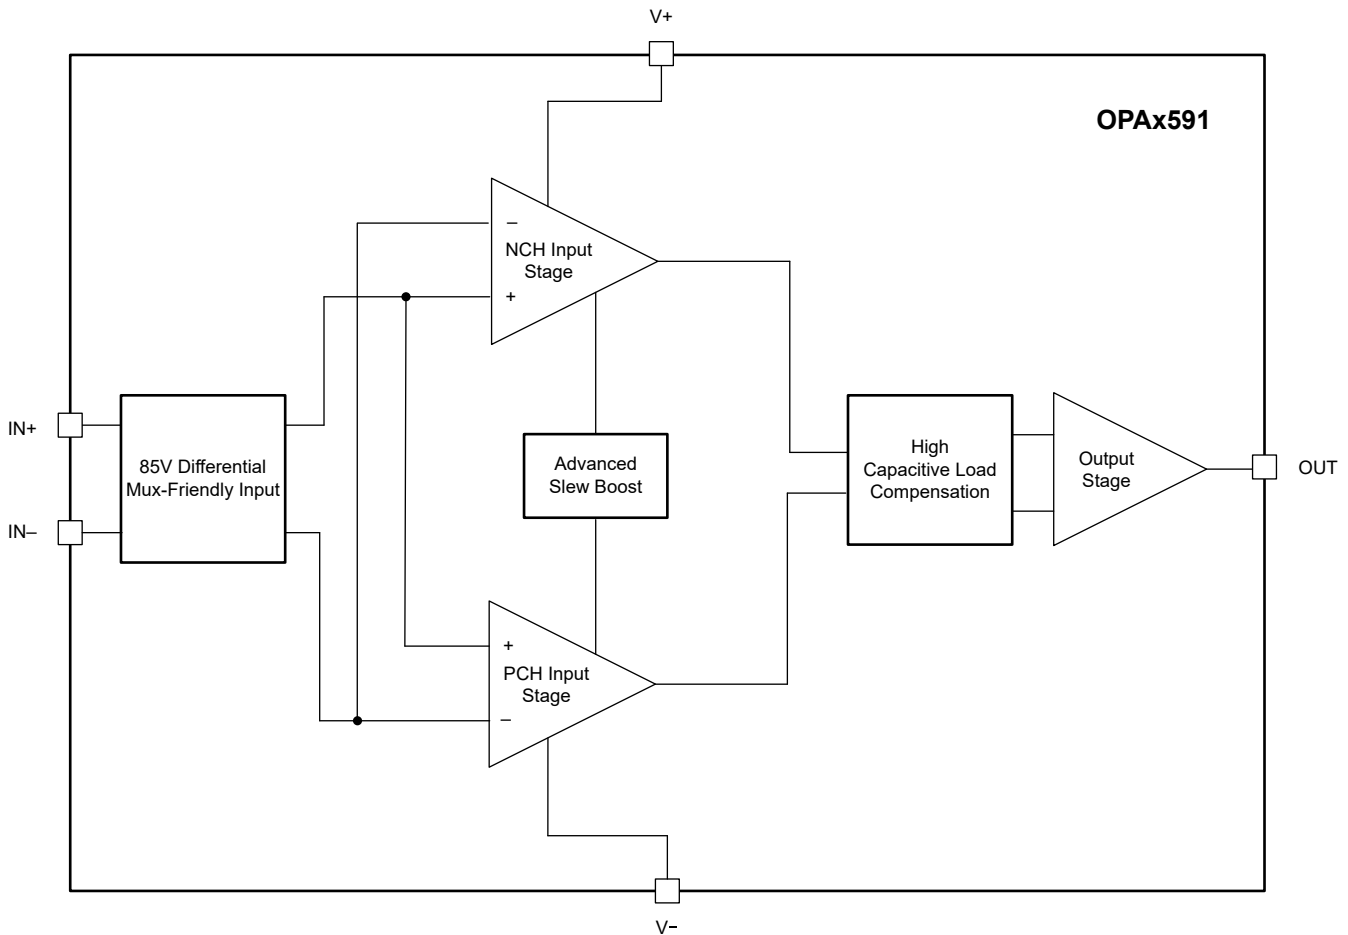 V+
OPAx591
−
NCH Input
Stage
+
IN+
85V Differential
Mux-Friendly Input
IN–
Advanced
Slew Boost
High
Capacitive Load
Compensation
Output
Stage
OUT
+
PCH Input
Stage
−
V−